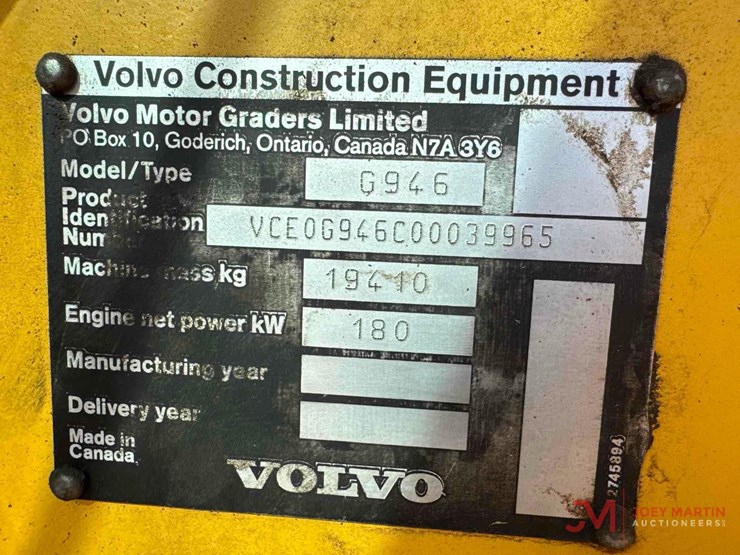 Volvo Construction Equipment
Volvo Motor Graders Limited
PO Box 10, Goderich, Ontario, Canada N7A 3Y6
Model/Type G946
Product
Identification VCE0G946C00039965
Number
Machine mass kg 19410
Engine net power kW 180
Manufacturing year
Delivery year
Made in
Canada.
VOLVO
2745894
JM JOEY MARTIN
AUCTIONEERS